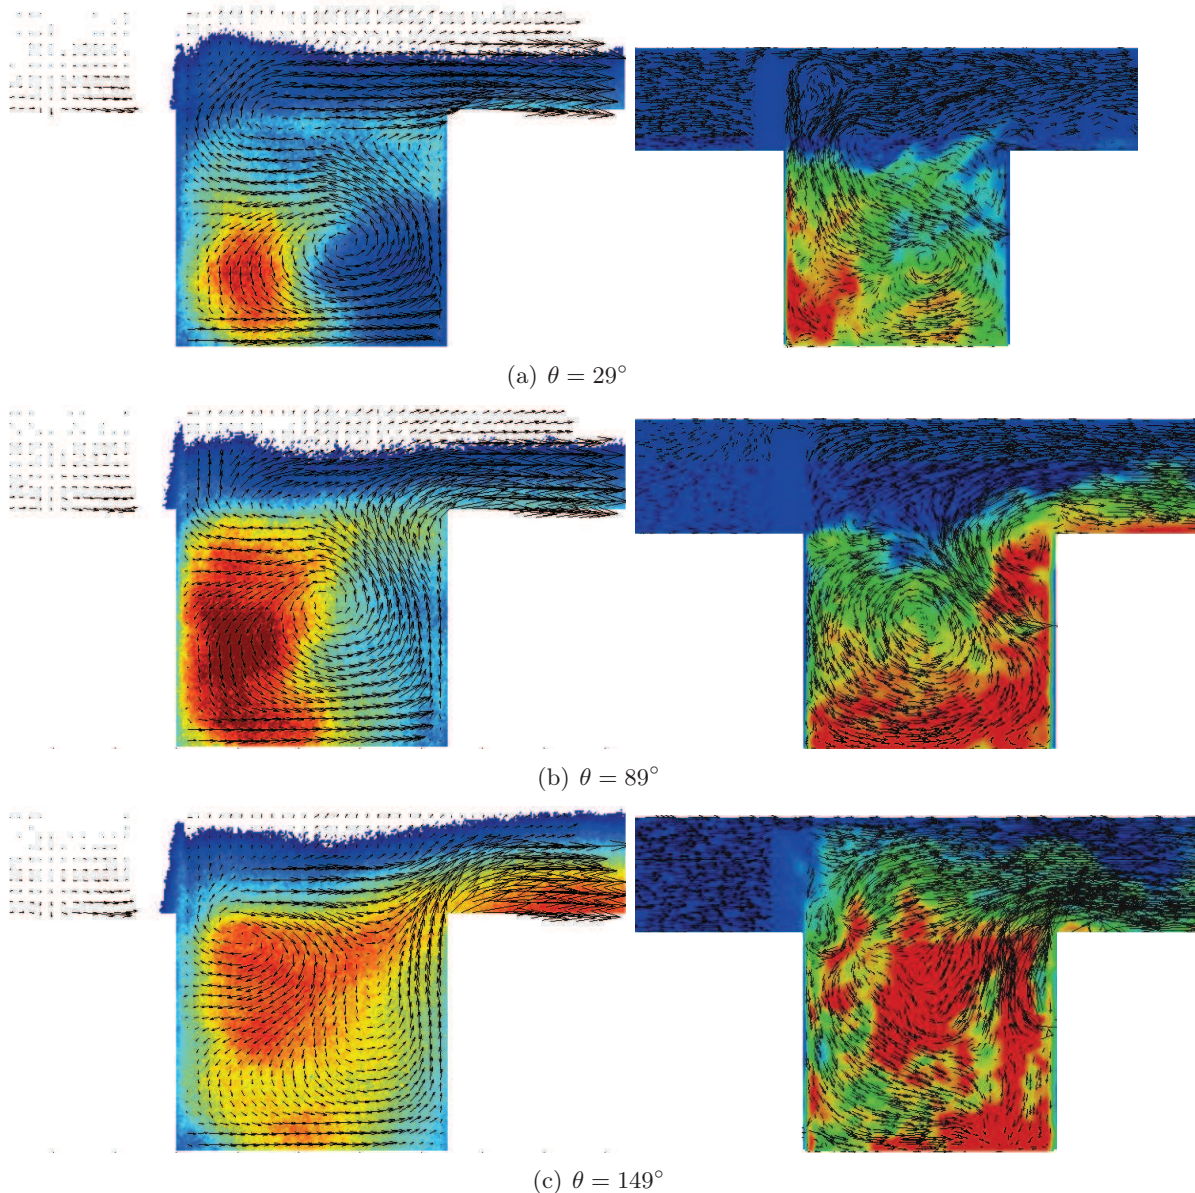 (a) θ = 29°
(b) θ = 89°
(c) θ = 149°